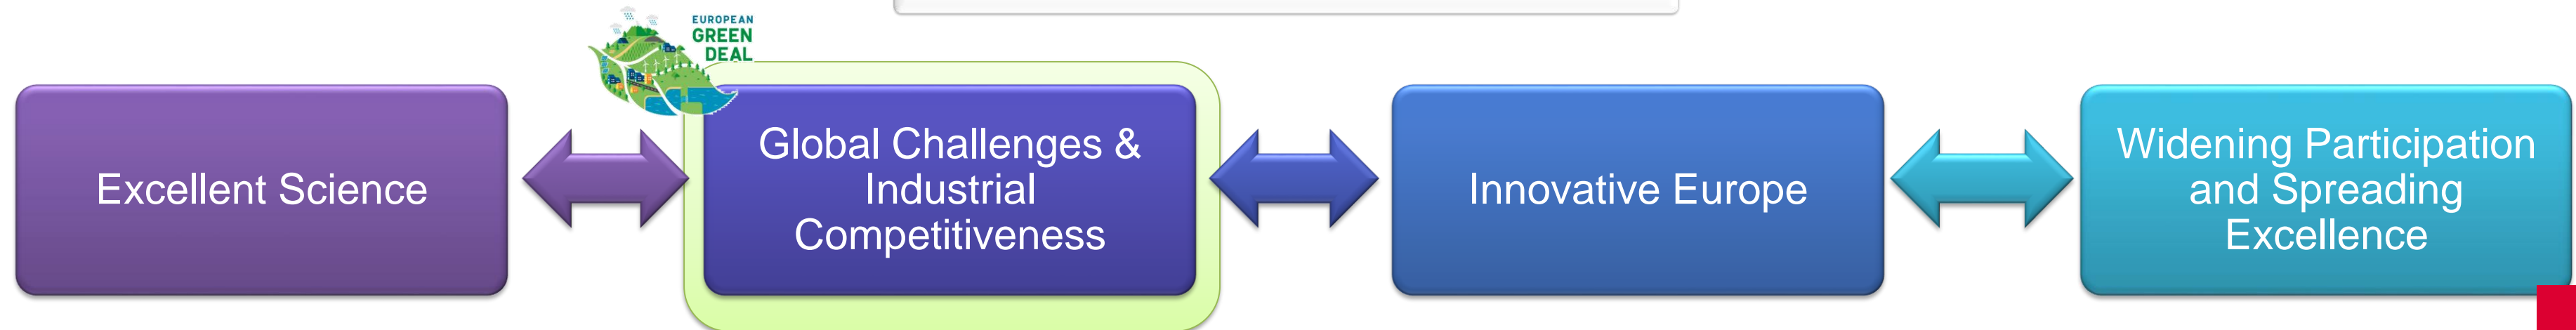 EUROPEAN
GREEN
DEAL
Excellent Science
Global Challenges &
Industrial
Competitiveness
Innovative Europe
Widening Participation
and Spreading
Excellence